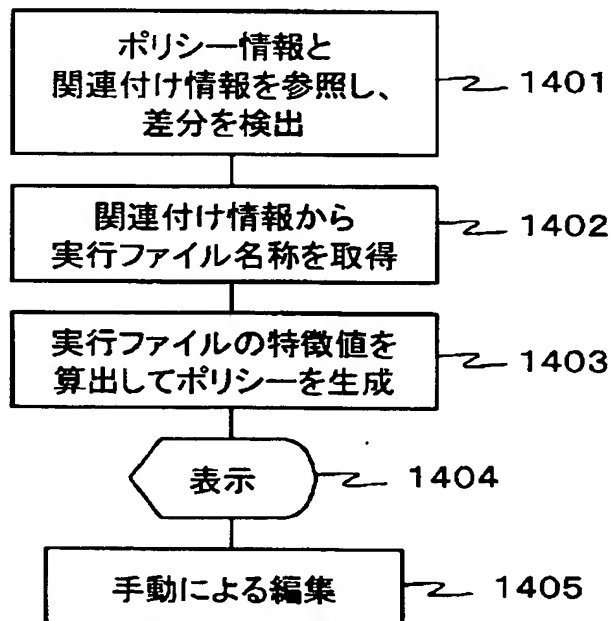 ポリシー情報と
関連付け情報を参照し、
差分を検出
1401
関連付け情報から
実行ファイル名称を取得
1402
実行ファイルの特徴値を
算出してポリシーを生成
1403
表示
1404
手動による編集
1405